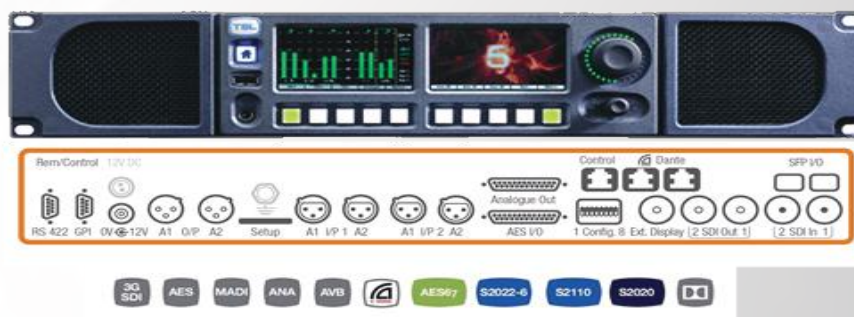 TSL
6
Rem/Control 12V DC Control Dante SFP I/O
Analogue Out
RS 422 GPI 0V 12V A1 O/P A2 Setup A1 I/P 1 A2 A1 I/P 2 A2 AES I/O 1 Config. 8 Ext. Display 2 SDI Out 1 2 SDI In 1
3G SDI AES MADI ANA AVB AES67 S2022-6 S2110 S2020